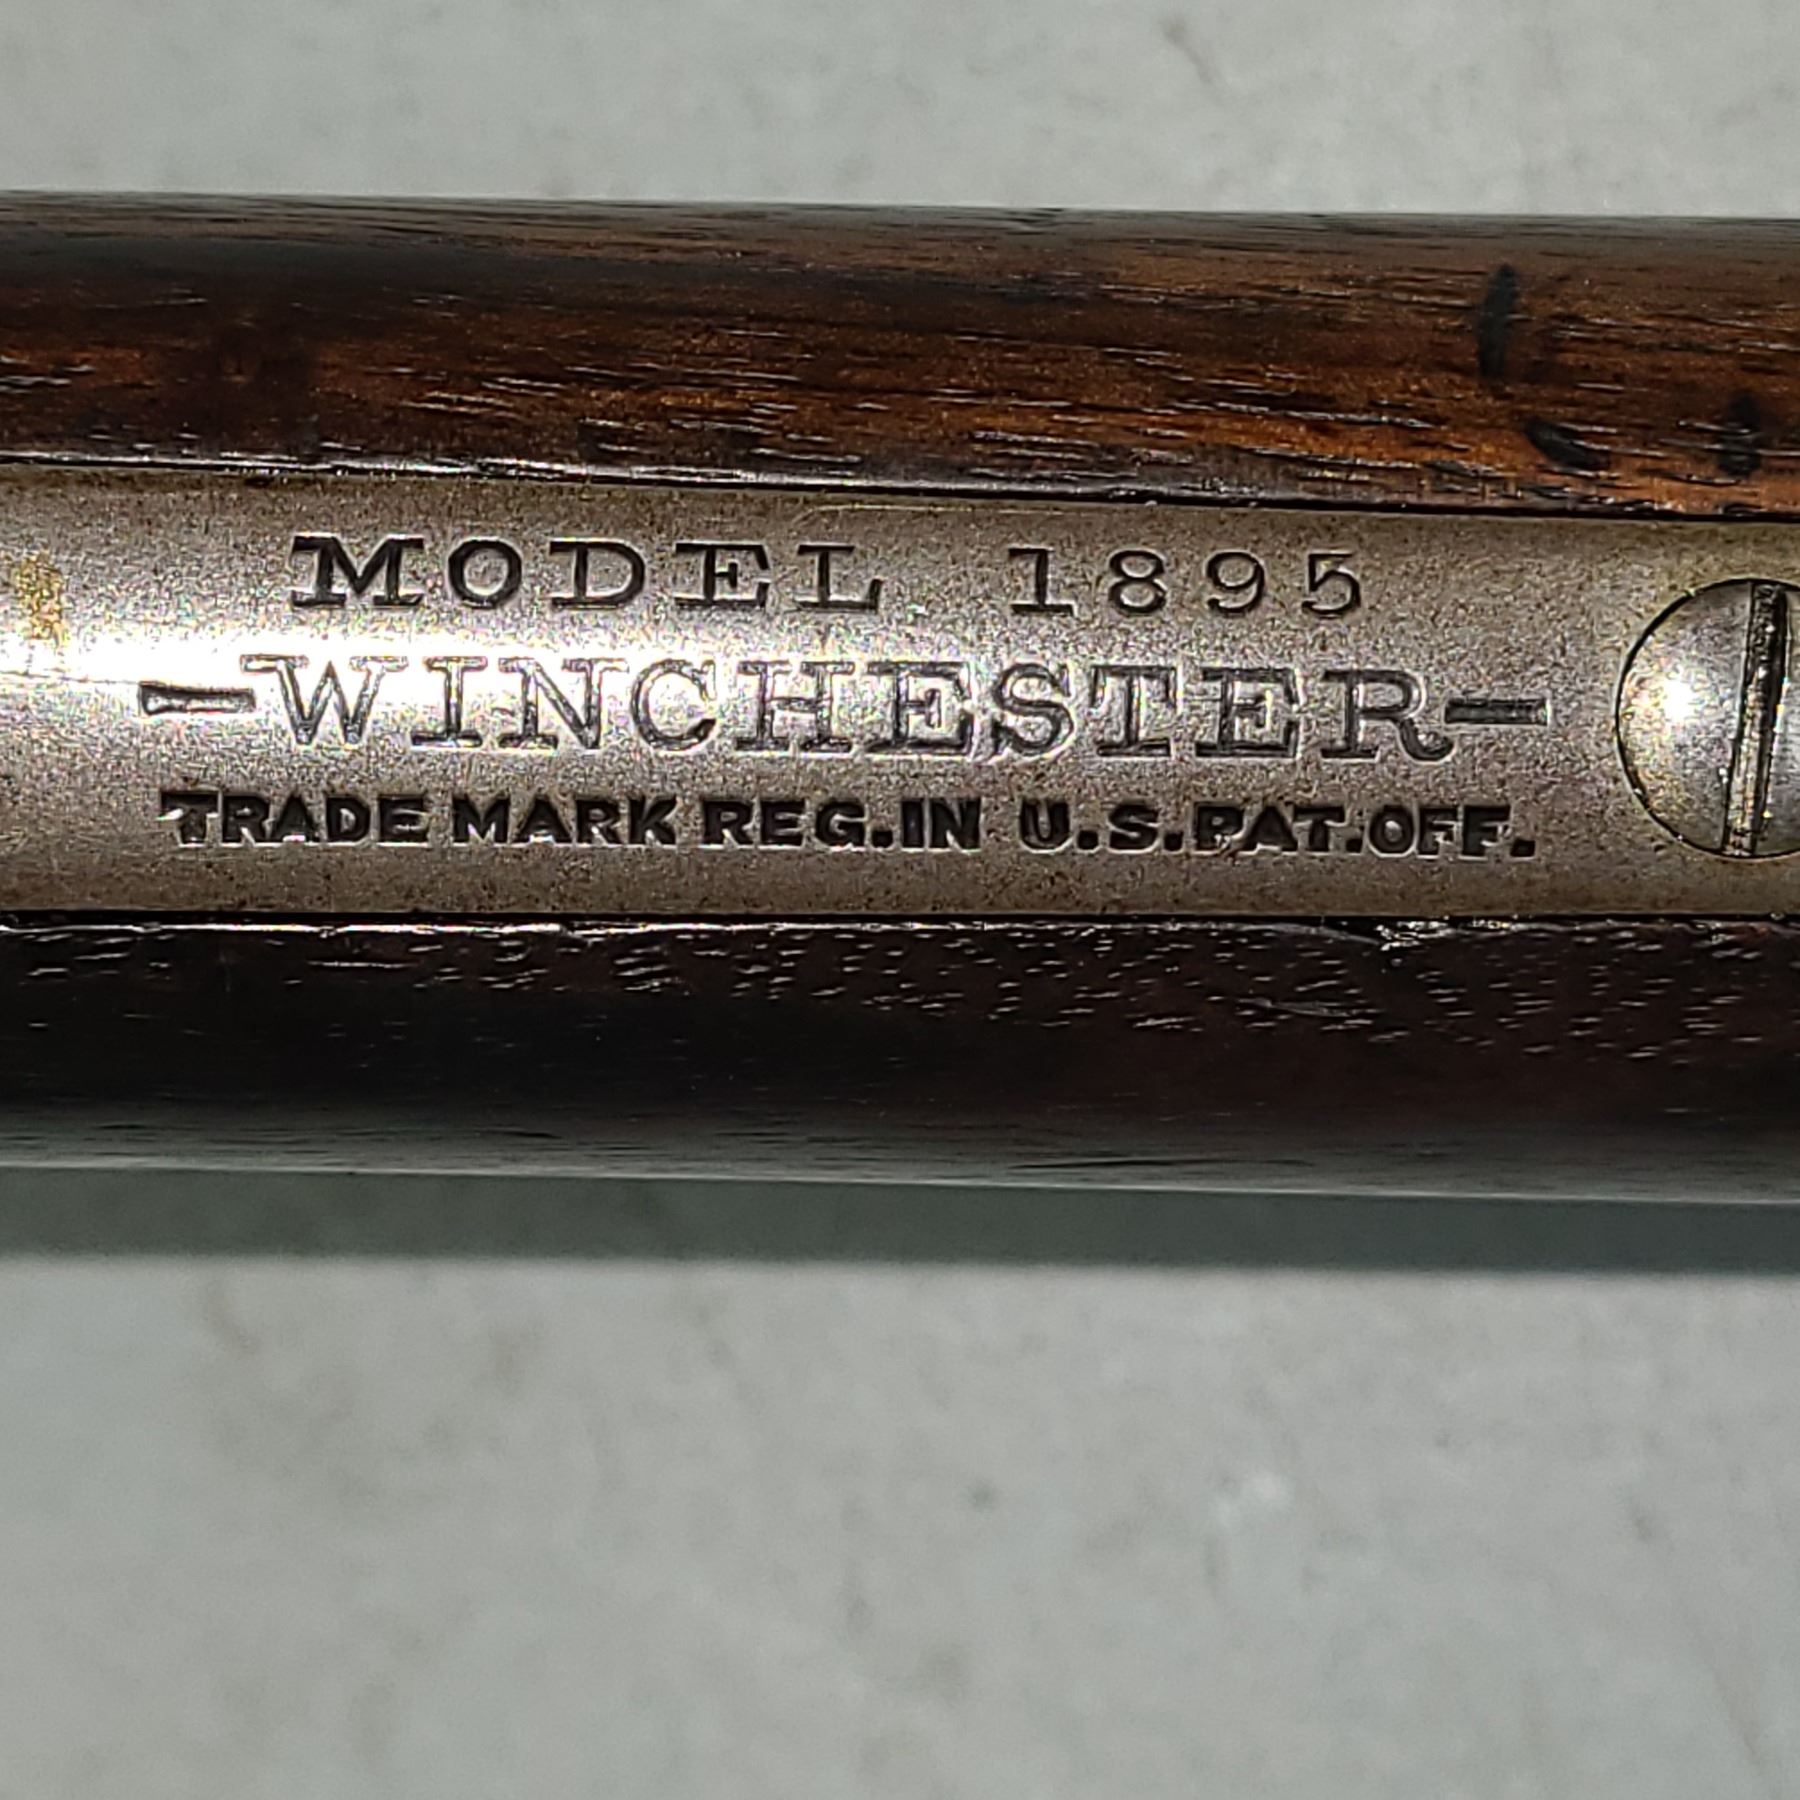 MODEL 1895
-WINCHESTER-
TRADE MARK REG. IN U.S. PAT. OFF.